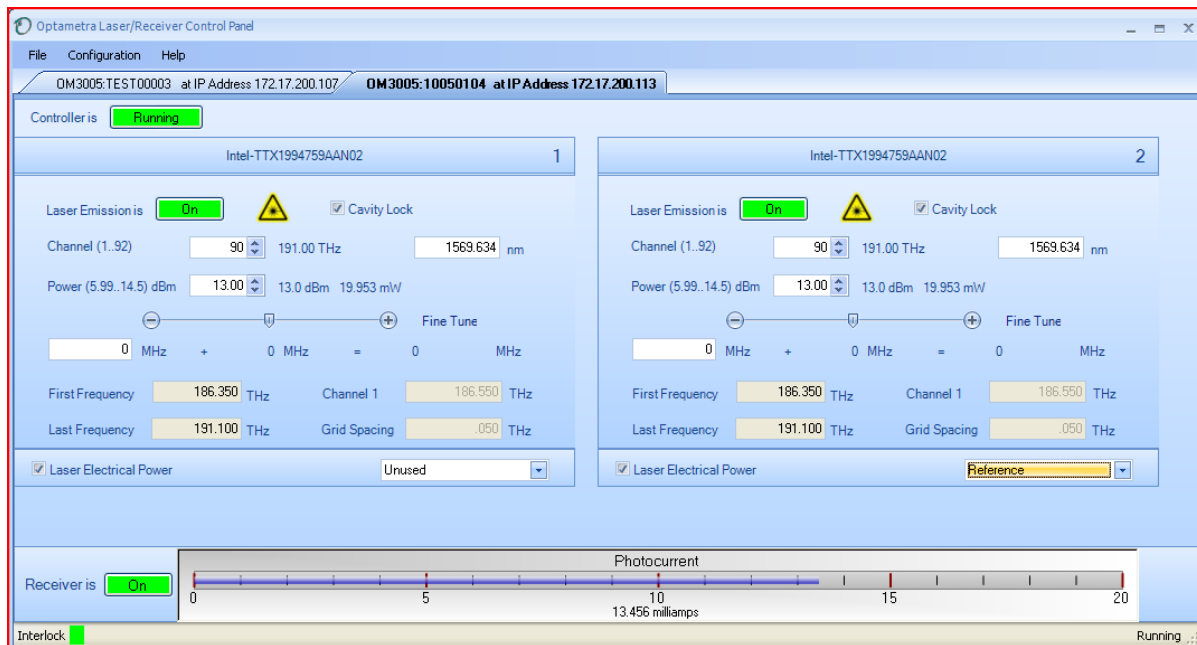 Optametra Laser/Receiver Control Panel
File Configuration Help
OM3005:TEST00003 at IP Address 172.17.200.107 OM3005:10050104 at IP Address 172.17.200.113
Controller is Running
Intel-TTX1994759AAN02 1
Laser Emission is On Cavity Lock
Channel (1..92) 90 191.00 THz 1569.634 nm
Power (5.99..14.5) dBm 13.00 13.0 dBm 19.953 mW
Fine Tune
0 MHz + 0 MHz = 0 MHz
First Frequency 186.350 THz Channel 1 186.550 THz
Last Frequency 191.100 THz Grid Spacing .050 THz
Laser Electrical Power Unused
Intel-TTX1994759AAN02 2
Laser Emission is On Cavity Lock
Channel (1..92) 90 191.00 THz 1569.634 nm
Power (5.99..14.5) dBm 13.00 13.0 dBm 19.953 mW
Fine Tune
0 MHz + 0 MHz = 0 MHz
First Frequency 186.350 THz Channel 1 186.550 THz
Last Frequency 191.100 THz Grid Spacing .050 THz
Laser Electrical Power Reference
Photocurrent
Receiver is On
0 5 10 15 20
13.456 milliamps
Interlock Running